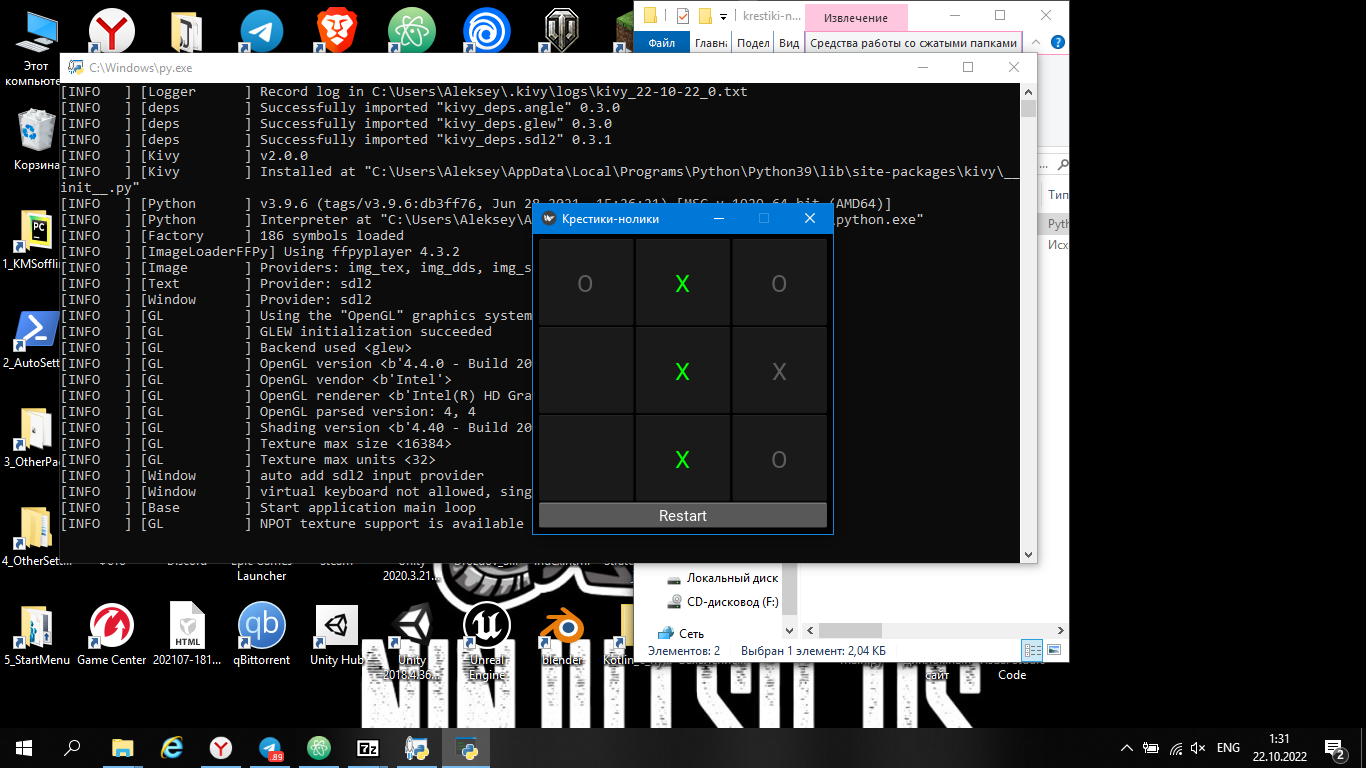 krestiki-n...
Извлечение
Файл
Главн
Подел
Вид
Средства работы со сжатыми папками
Этот
компьюте
C:\Windows\py.exe
[INFO   ] [Logger      ] Record log in C:\Users\Aleksey\.kivy\logs\kivy_22-10-22_0.txt
[INFO   ] [deps        ] Successfully imported "kivy_deps.angle" 0.3.0
[INFO   ] [deps        ] Successfully imported "kivy_deps.glew" 0.3.0
[INFO   ] [deps        ] Successfully imported "kivy_deps.sdl2" 0.3.1
[INFO   ] [Kivy        ] v2.0.0
[INFO   ] [Kivy        ] Installed at "C:\Users\Aleksey\AppData\Local\Programs\Python\Python39\lib\site-packages\kivy\__
init__.py"
[INFO   ] [Python      ] v3.9.6 (tags/v3.9.6:db3ff76, Jun 28 2021, 15:26:21) [MSC v.1929 64 bit (AMD64)]
[INFO   ] [Python      ] Interpreter at "C:\Users\Aleksey\A
python.exe"
[INFO   ] [Factory     ] 186 symbols loaded
[INFO   ] [ImageLoaderFFPy] Using ffpyplayer 4.3.2
[INFO   ] [Image       ] Providers: img_tex, img_dds, img_s
[INFO   ] [Text        ] Provider: sdl2
[INFO   ] [Window      ] Provider: sdl2
[INFO   ] [GL          ] Using the "OpenGL" graphics system
[INFO   ] [GL          ] GLEW initialization succeeded
[INFO   ] [GL          ] Backend used <glew>
[INFO   ] [GL          ] OpenGL version <b'4.4.0 - Build 20
[INFO   ] [GL          ] OpenGL vendor <b'Intel'>
[INFO   ] [GL          ] OpenGL renderer <b'Intel(R) HD Gra
[INFO   ] [GL          ] OpenGL parsed version: 4, 4
[INFO   ] [GL          ] Shading version <b'4.40 - Build 20
[INFO   ] [GL          ] Texture max size <16384>
[INFO   ] [GL          ] Texture max units <32>
[INFO   ] [Window      ] auto add sdl2 input provider
[INFO   ] [Window      ] virtual keyboard not allowed, sing
[INFO   ] [Base        ] Start application main loop
[INFO   ] [GL          ] NPOT texture support is available
Крестики-нолики
O X O
X X
X O
Restart
Корзина
1_KMSoffli
2_AutoSett
3_OtherPa
4_OtherSet...
Тип
Pyth
Исх
Launcher
2020.3.21...
Локальный диск
CD-дисковод (F:)
Сеть
Элементов: 2
Выбран 1 элемент: 2,04 КБ
5_StartMenu
Game Center
HTML
202107-181...
qb
qBittorrent
Unity Hub
Unity
2018.4.36...
Unreal
Engine
blender
сайт
Code
89
7z
ENG
1:31
22.10.2022
2